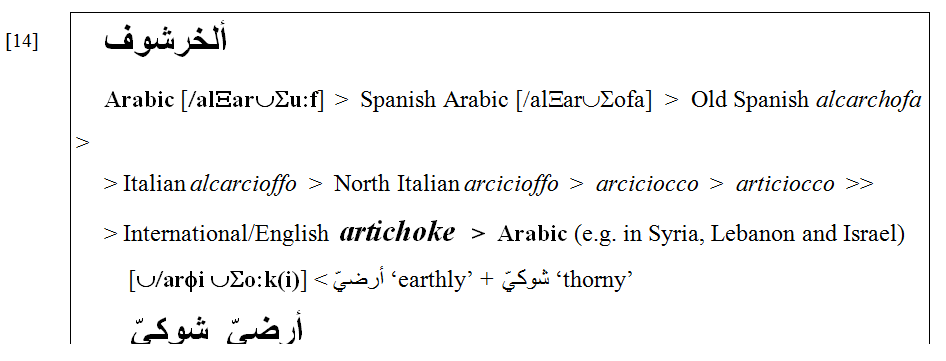 [14]
ألخرشوف
Arabic [/alΞar∪Σu:f] > Spanish Arabic [/alΞar∪Σofa] > Old Spanish alcarchofa
>
> Italian alcarcioffo > North Italian arcicioffo > arciciocco > articiocco >>
> International/English artichoke > Arabic (e.g. in Syria, Lebanon and Israel)
[∪/arϕi ∪Σo:k(i)] < أرضيّ ‘earthly’ + شوكيّ ‘thorny’
أرضيّ شوكيّ